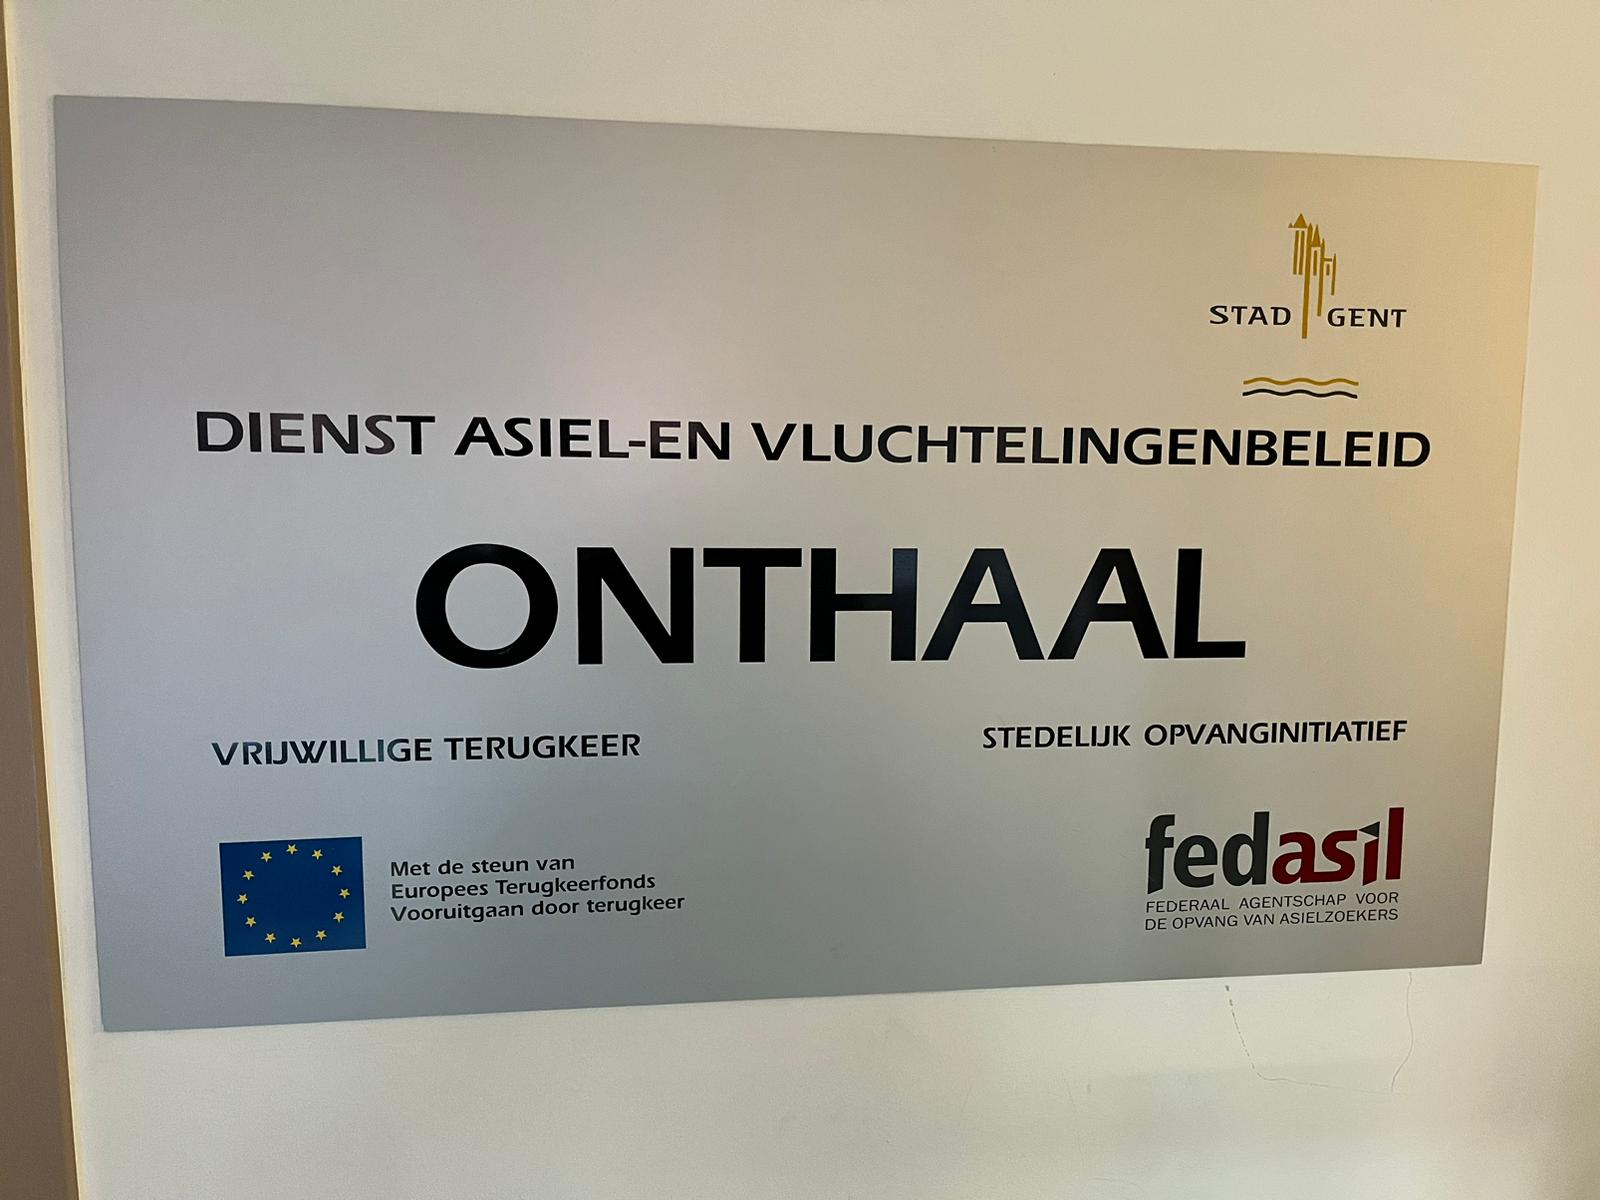 STAD GENT
DIENST ASIEL-EN VLUCHTELINGENBELEID
ONTHAAL
VRIJWILLIGE TERUGKEER
STEDELIJK OPVANGINITIATIEF
Met de steun van
Europees Terugkeerfonds
Vooruitgaan door terugkeer
fedasil
FEDERAAL AGENTSCHAP VOOR
DE OPVANG VAN ASIELZOEKERS